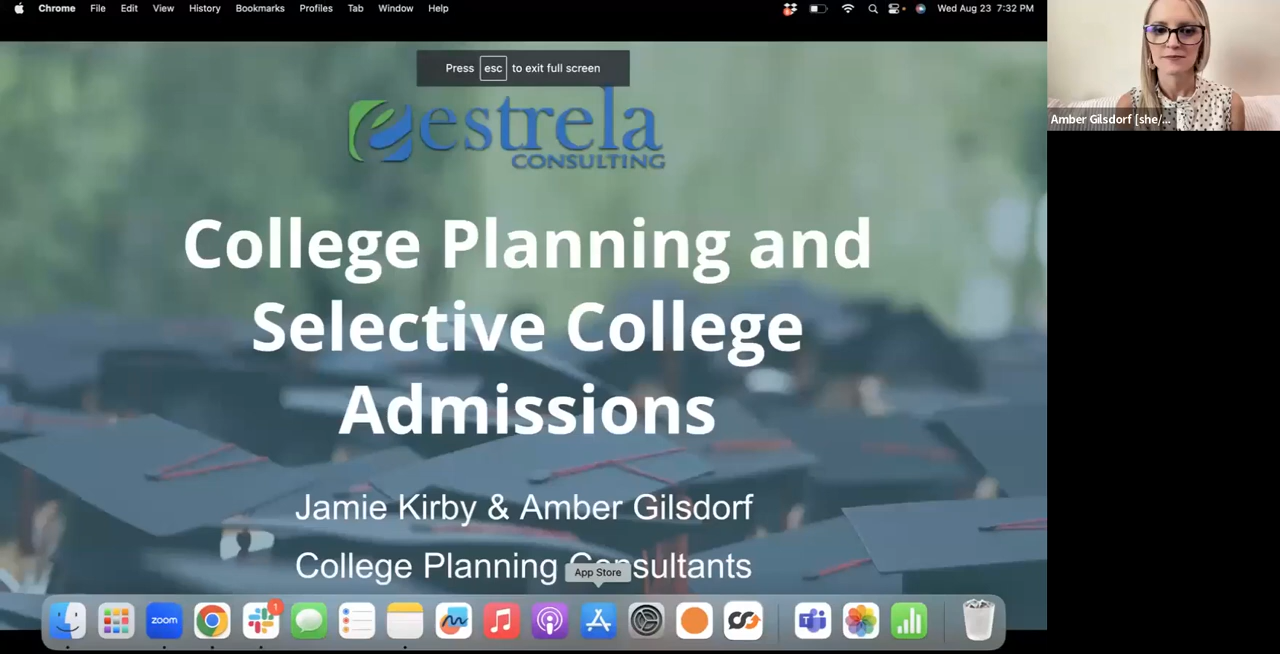 Chrome File Edit View History Bookmarks Profiles Tab Window Help Wed Aug 23 7:32 PM
Press esc to exit full screen
estrela
CONSULTING
College Planning and
Selective College
Admissions
Jamie Kirby & Amber Gilsdorf
College Planning Consultants
App Store
zoom
1
Amber Gilsdorf [she/...